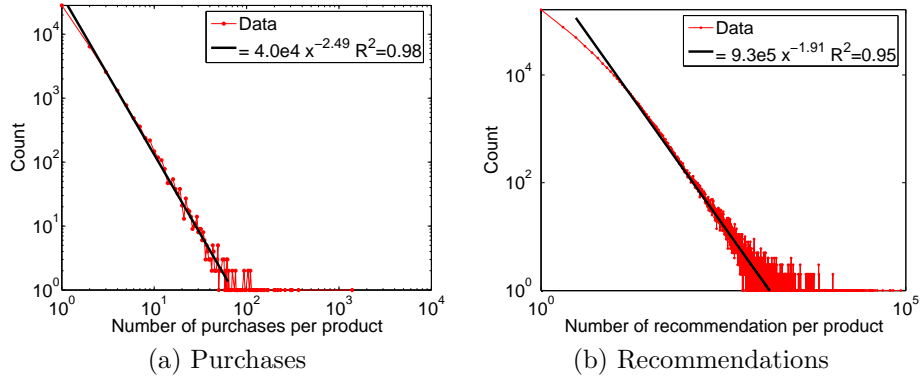 10^4
10^3
10^2
10^1
10^0
Count
Data
= 4.0e4 x^-2.49 R^2=0.98
10^0 10^1 10^2 10^3 10^4
Number of purchases per product
(a) Purchases
10^4
10^2
10^0
Count
Data
= 9.3e5 x^-1.91 R^2=0.95
10^0 10^5
Number of recommendation per product
(b) Recommendations